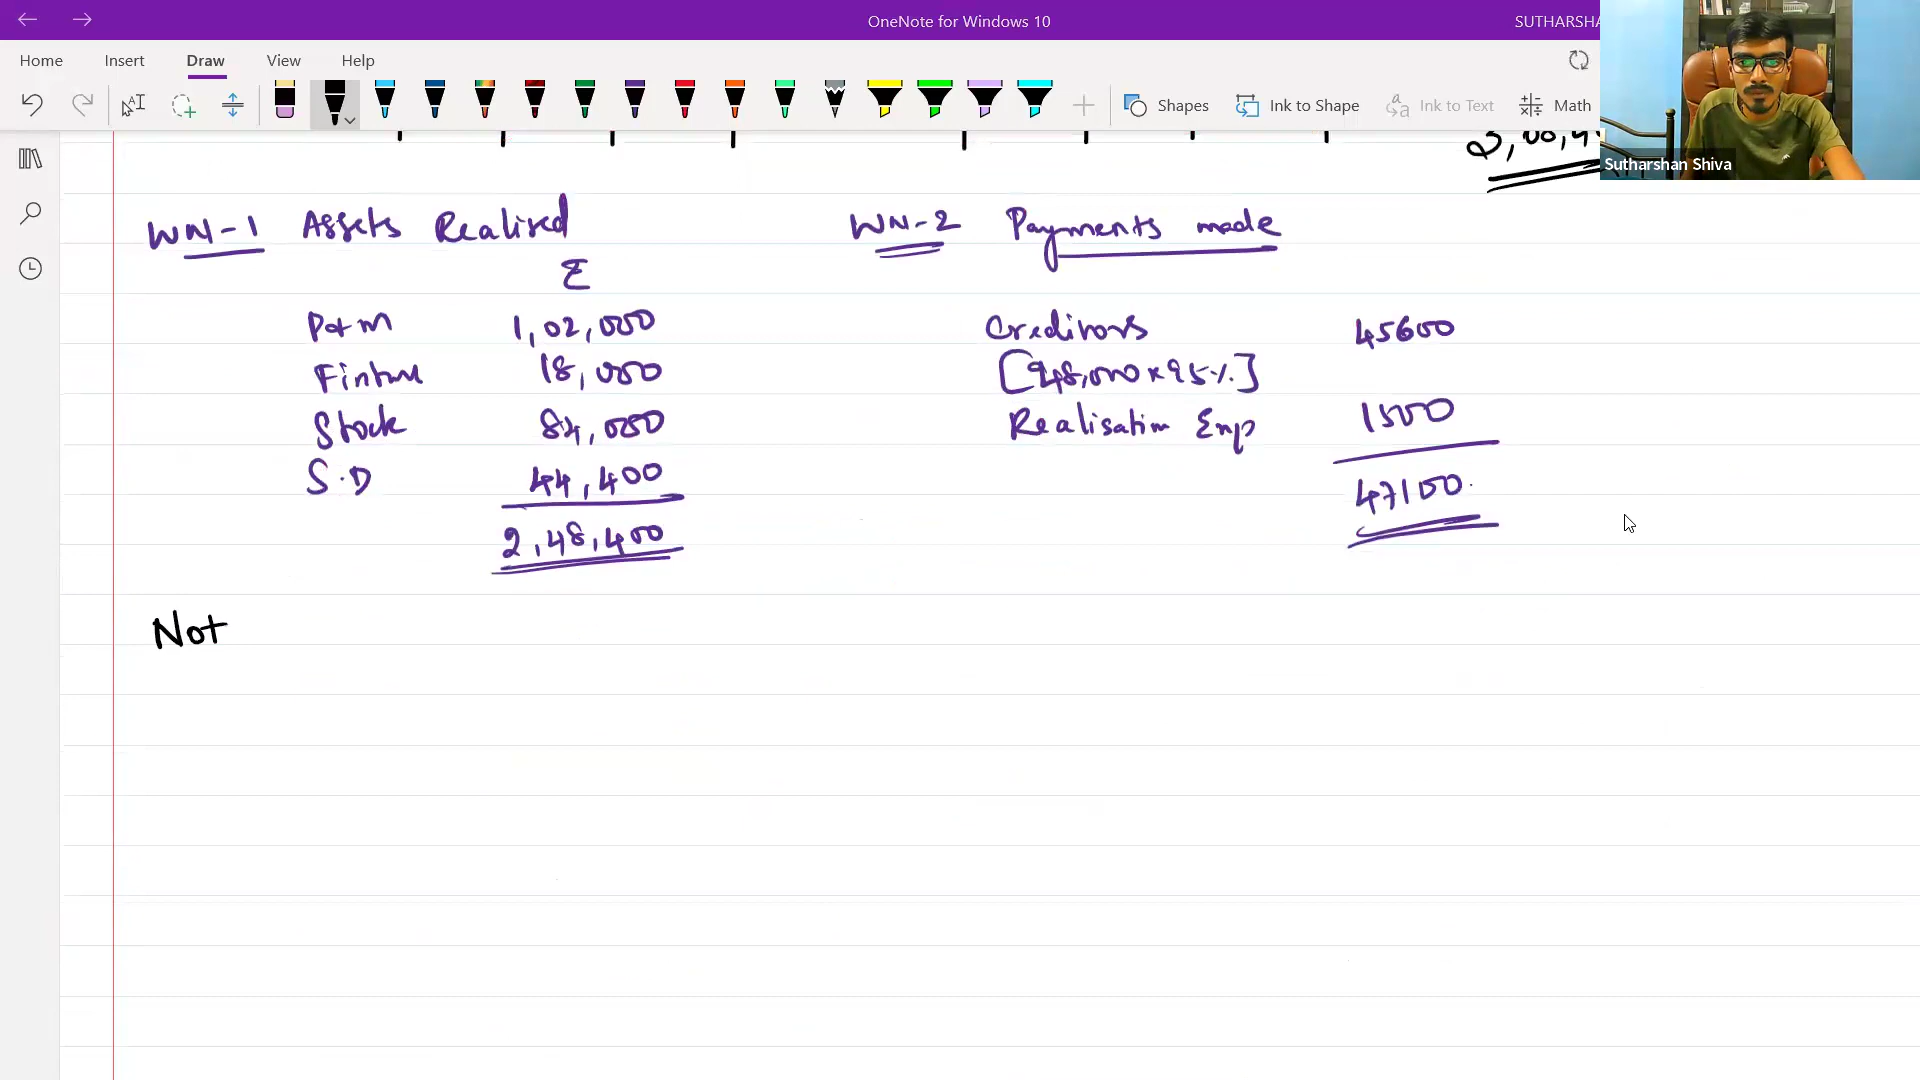 OneNote for Windows 10
SUTHARSHA
Home Insert Draw View Help
Shapes Ink to Shape Ink to Text Math
Sutharshan Shiva
WN-1 Assets Realised
WN-2 Payments made
P&M 1,02,000
Fixture 18,000
Stock 84,000
S.D 44,400
2,48,400
Creditors 45600
[48,000 x 95%]
Realisation Exp 1500
47100
Not